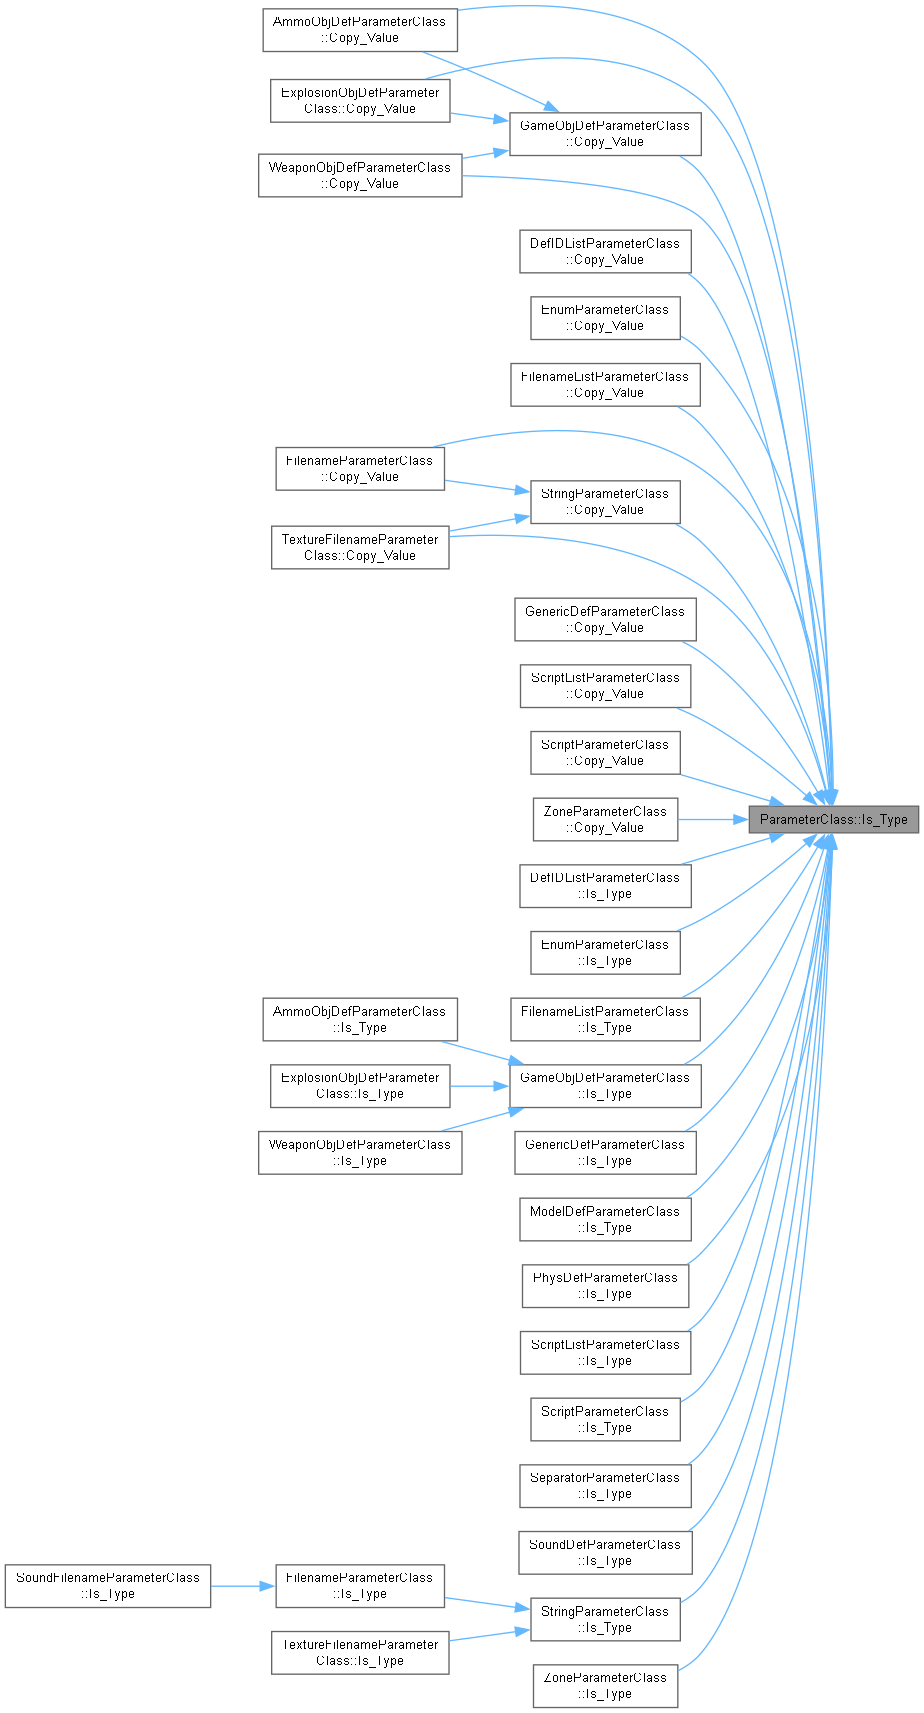 AmmoObjDefParameterClass
::Copy_Value
ExplosionObjDefParameter
Class::Copy_Value
GameObjDefParameterClass
::Copy_Value
WeaponObjDefParameterClass
::Copy_Value
DefIDListParameterClass
::Copy_Value
EnumParameterClass
::Copy_Value
FilenameListParameterClass
::Copy_Value
FilenameParameterClass
::Copy_Value
StringParameterClass
::Copy_Value
TextureFilenameParameter
Class::Copy_Value
GenericDefParameterClass
::Copy_Value
ScriptListParameterClass
::Copy_Value
ScriptParameterClass
::Copy_Value
ZoneParameterClass
::Copy_Value
ParameterClass::Is_Type
DefIDListParameterClass
::Is_Type
EnumParameterClass
::Is_Type
FilenameListParameterClass
::Is_Type
AmmoObjDefParameterClass
::Is_Type
ExplosionObjDefParameter
Class::Is_Type
GameObjDefParameterClass
::Is_Type
WeaponObjDefParameterClass
::Is_Type
GenericDefParameterClass
::Is_Type
ModelDefParameterClass
::Is_Type
PhysDefParameterClass
::Is_Type
ScriptListParameterClass
::Is_Type
ScriptParameterClass
::Is_Type
SeparatorParameterClass
::Is_Type
SoundDefParameterClass
::Is_Type
SoundFilenameParameterClass
::Is_Type
FilenameParameterClass
::Is_Type
StringParameterClass
::Is_Type
TextureFilenameParameter
Class::Is_Type
ZoneParameterClass
::Is_Type